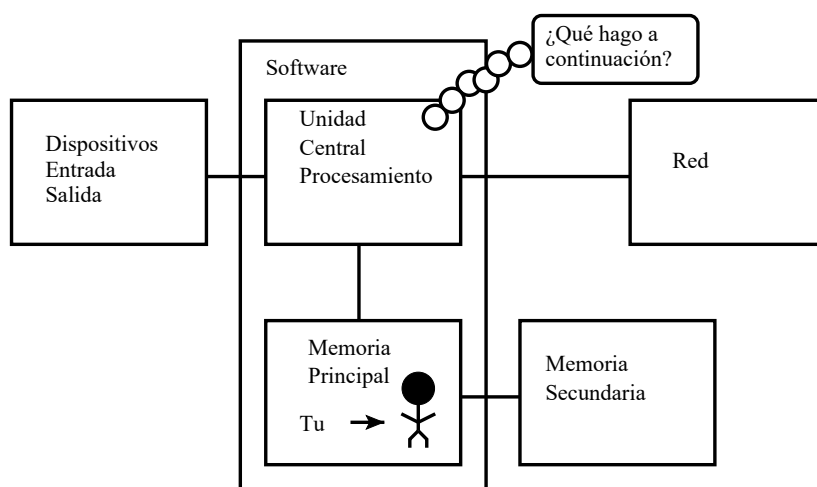 ¿Qué hago a
continuación?
Software
Dispositivos
Entrada
Salida
Unidad
Central
Procesamiento
Red
Memoria
Principal
Tu
Memoria
Secundaria